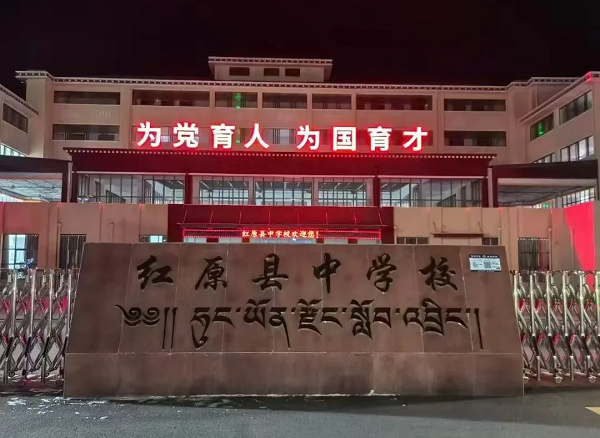 为党育人 为国育才
红原县中学校欢迎您!
红原县中学校
༄༅།། ཧུང་ཡོན་རྫོང་སློབ་འབྲིང་།